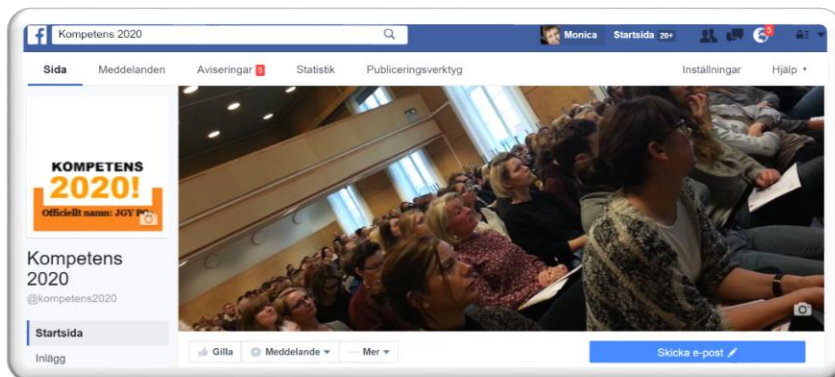 Kompetens 2020
Monica Startsida 20+ 5
Sida Meddelanden Aviseringar 5 Statistik Publiceringsverktyg Inställningar Hjälp
KOMPETENS
2020!
Officiellt namn: JGY
Kompetens
2020
@kompetens2020
Startsida
Inlägg
Gilla Meddelande ··· Mer Skicka e-post